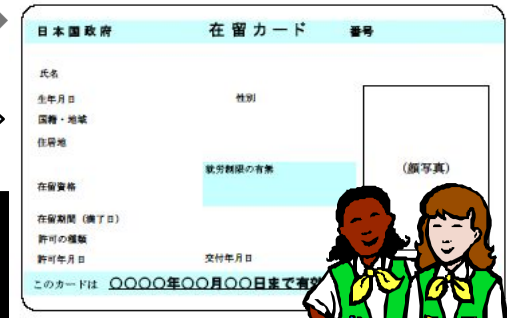 日本国政府 在留カード 番号
氏名
生年月日 性別
国籍・地域
住居地
就労制限の有無
(顔写真)
在留資格
在留期間（満了日）
許可の種類
許可年月日 交付年月日
このカードは 〇〇〇〇年〇〇月〇〇日まで有効